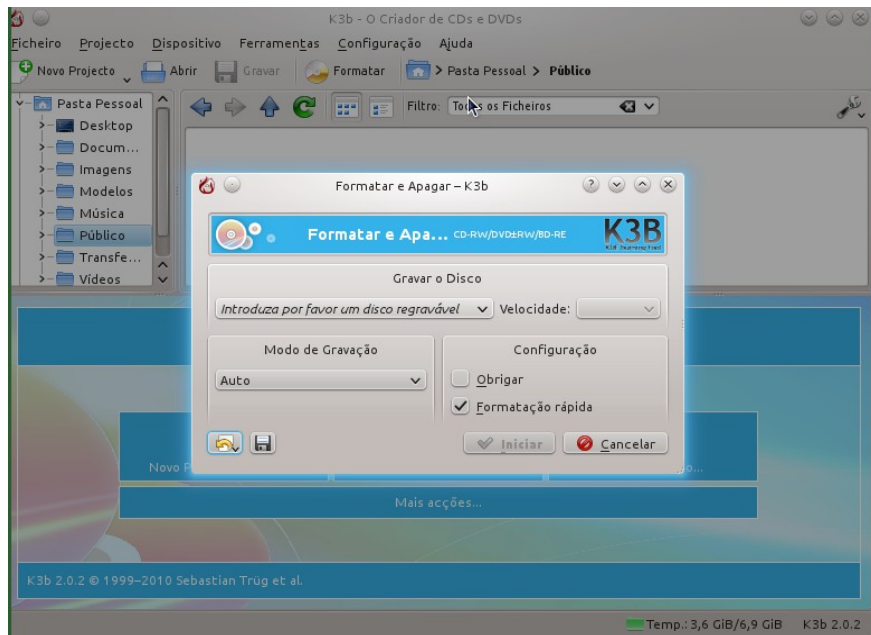 K3b - O Criador de CDs e DVDs
Ficheiro Projecto Dispositivo Ferramentas Configuração Ajuda
Novo Projecto Abrir Gravar Formatar > Pasta Pessoal > Público
Pasta Pessoal
Filtro: Todos os Ficheiros
Desktop
Docum...
Imagens
Modelos
Música
Público
Transfe...
Vídeos
Formatar e Apagar – K3b
Formatar e Apa... CD-RW/DVD±RW/BD-RE K3B
Gravar o Disco
Introduza por favor um disco regravável Velocidade:
Modo de Gravação
Auto
Configuração
Obrigar
Formatação rápida
Iniciar Cancelar
Novo P
o...
Mais acções...
K3b 2.0.2 © 1999–2010 Sebastian Trüg et al.
Temp.: 3,6 GiB/6,9 GiB K3b 2.0.2